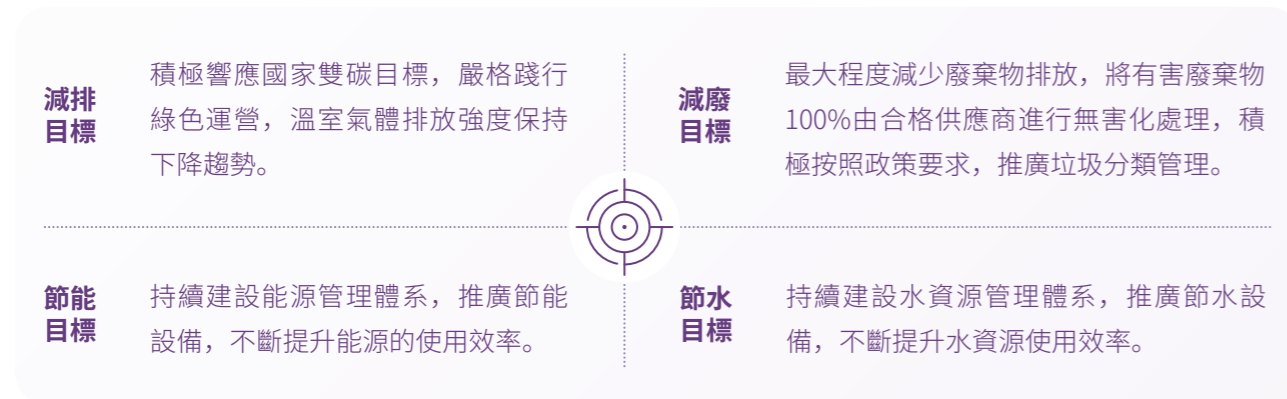 減排
目標
積極響應國家雙碳目標，嚴格踐行
綠色運營，溫室氣體排放強度保持
下降趨勢。
減廢
目標
最大程度減少廢棄物排放，將有害廢棄物
100%由合格供應商進行無害化處理，積
極按照政策要求，推廣垃圾分類管理。
節能
目標
持續建設能源管理體系，推廣節能
設備，不斷提升能源的使用效率。
節水
目標
持續建設水資源管理體系，推廣節水設
備，不斷提升水資源使用效率。